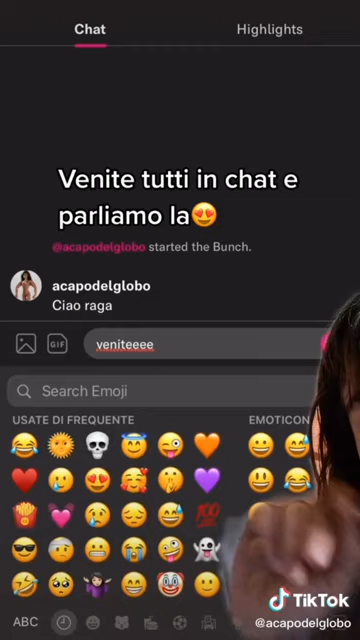 Chat Highlights
Venite tutti in chat e
parliamo la😍
@acapodelglobo started the Bunch.
acapodelglobo
Ciao raga
GIF veniteeee
Search Emoji
USATE DI FREQUENTE EMOTICON
ABC
TikTok
@acapodelglobo